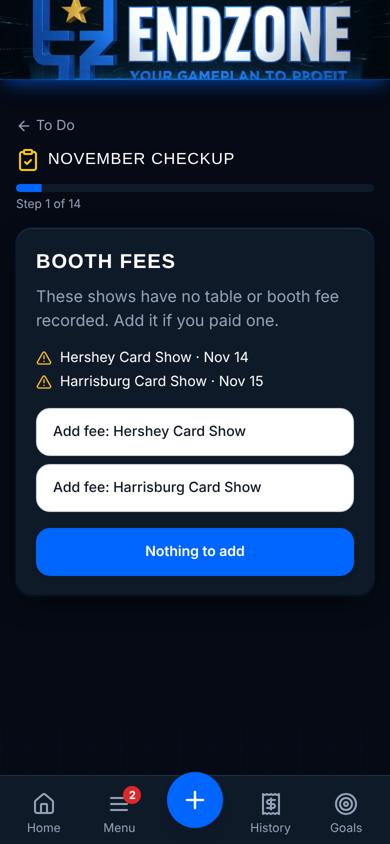 ENDZONE
YOUR GAMEPLAN TO PROFIT
← To Do
NOVEMBER CHECKUP
Step 1 of 14
BOOTH FEES
These shows have no table or booth fee
recorded. Add it if you paid one.
Hershey Card Show · Nov 14
Harrisburg Card Show · Nov 15
Add fee: Hershey Card Show
Add fee: Harrisburg Card Show
Nothing to add
2
Home
Menu
History
Goals